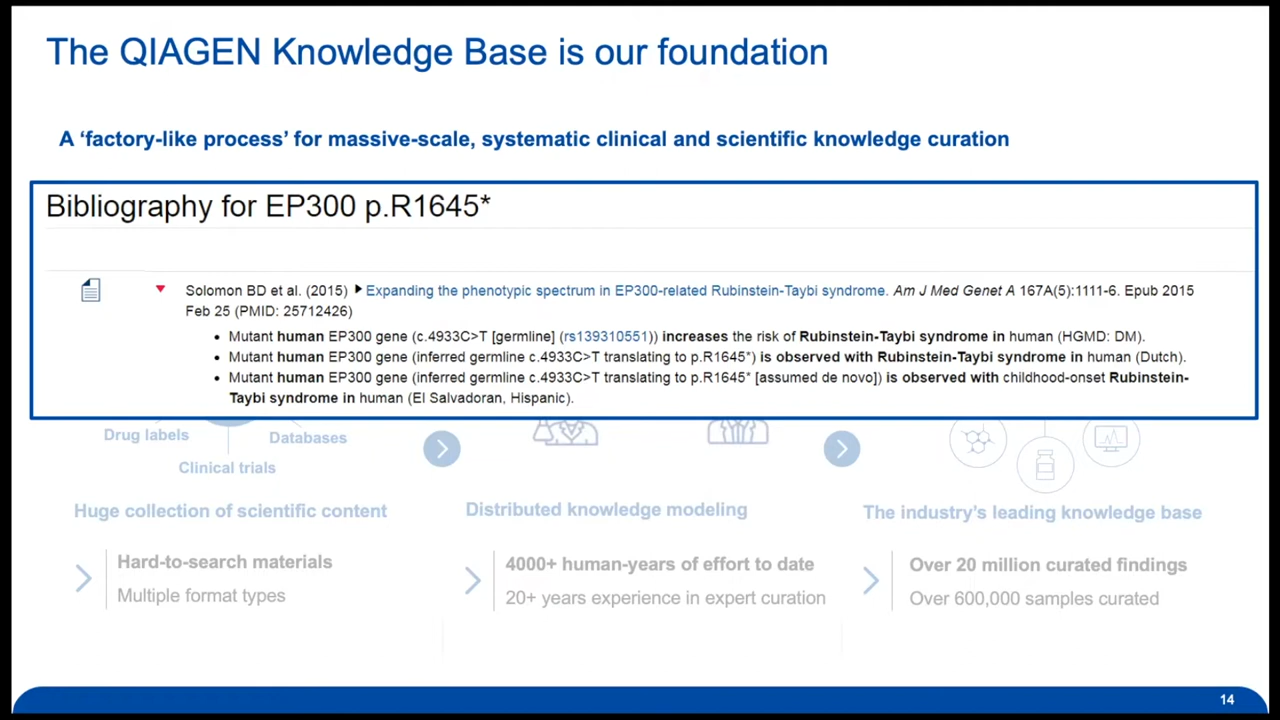 The QIAGEN Knowledge Base is our foundation
A ‘factory-like process’ for massive-scale, systematic clinical and scientific knowledge curation
Bibliography for EP300 p.R1645*
Solomon BD et al. (2015) Expanding the phenotypic spectrum in EP300-related Rubinstein-Taybi syndrome. Am J Med Genet A 167A(5):1111-6. Epub 2015
Feb 25 (PMID: 25712426)
• Mutant human EP300 gene (c.4933C>T [germline] (rs139310551)) increases the risk of Rubinstein-Taybi syndrome in human (HGMD: DM).
• Mutant human EP300 gene (inferred germline c.4933C>T translating to p.R1645*) is observed with Rubinstein-Taybi syndrome in human (Dutch).
• Mutant human EP300 gene (inferred germline c.4933C>T translating to p.R1645* [assumed de novo]) is observed with childhood-onset Rubinstein-
Taybi syndrome in human (El Salvadoran, Hispanic).
Drug labels
Databases
Clinical trials
Huge collection of scientific content
Hard-to-search materials
Multiple format types
Distributed knowledge modeling
4000+ human-years of effort to date
20+ years experience in expert curation
The industry’s leading knowledge base
Over 20 million curated findings
Over 600,000 samples curated
14